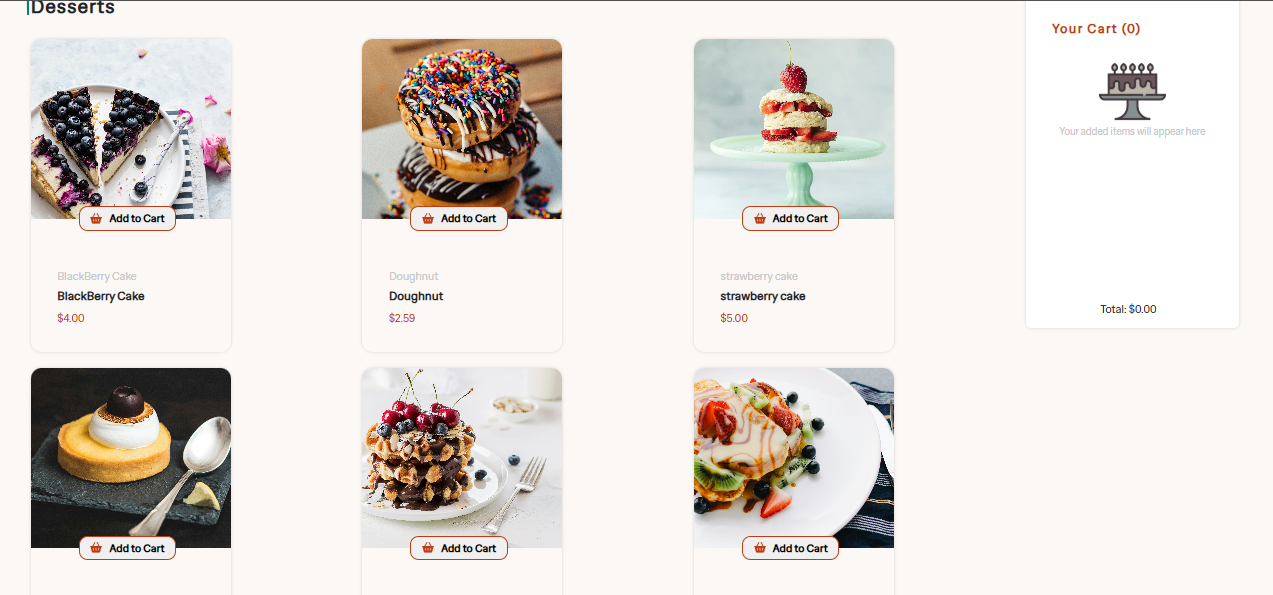 Desserts
Your Cart (0)
Your added items will appear here
Add to Cart
Add to Cart
Add to Cart
BlackBerry Cake
Doughnut
strawberry cake
BlackBerry Cake
Doughnut
strawberry cake
$4.00
$2.59
$5.00
Total: $0.00
Add to Cart
Add to Cart
Add to Cart